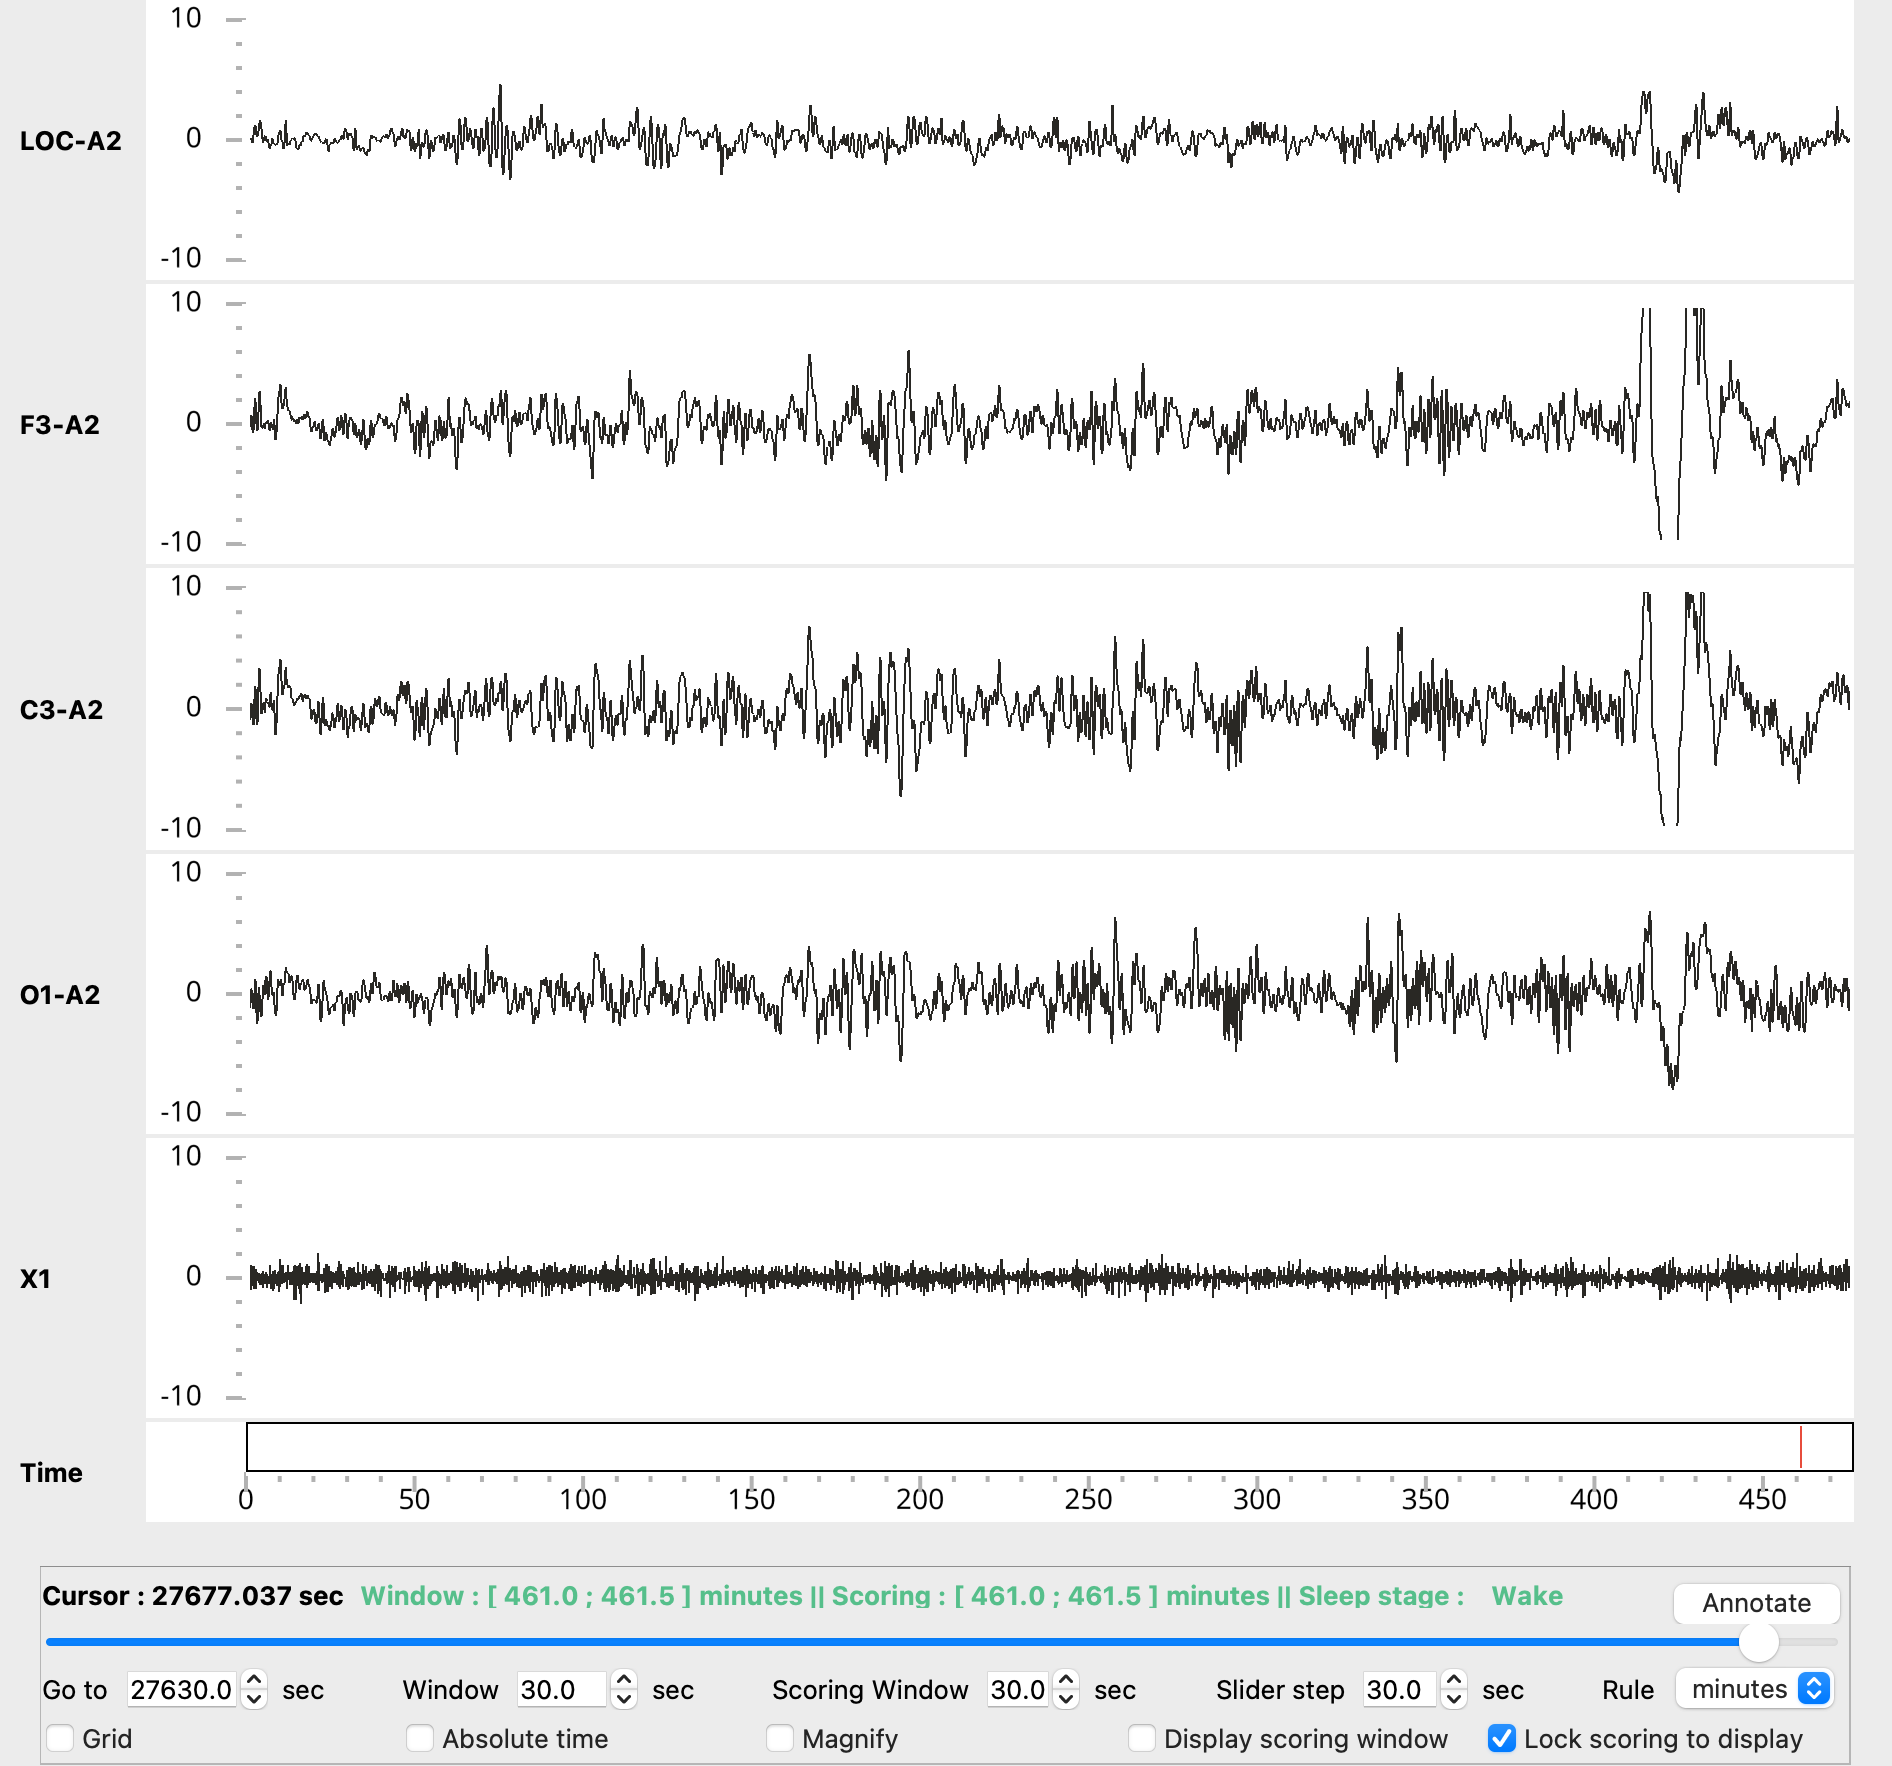 10
LOC-A2 0
-10
10
F3-A2 0
-10
10
C3-A2 0
-10
10
O1-A2 0
-10
10
X1 0
-10
Time
0 50 100 150 200 250 300 350 400 450
Cursor : 27677.037 sec Window : [ 461.0 ; 461.5 ] minutes || Scoring : [ 461.0 ; 461.5 ] minutes || Sleep stage : Wake Annotate
Go to 27630.0 sec Window 30.0 sec Scoring Window 30.0 sec Slider step 30.0 sec Rule minutes
Grid Absolute time Magnify Display scoring window Lock scoring to display